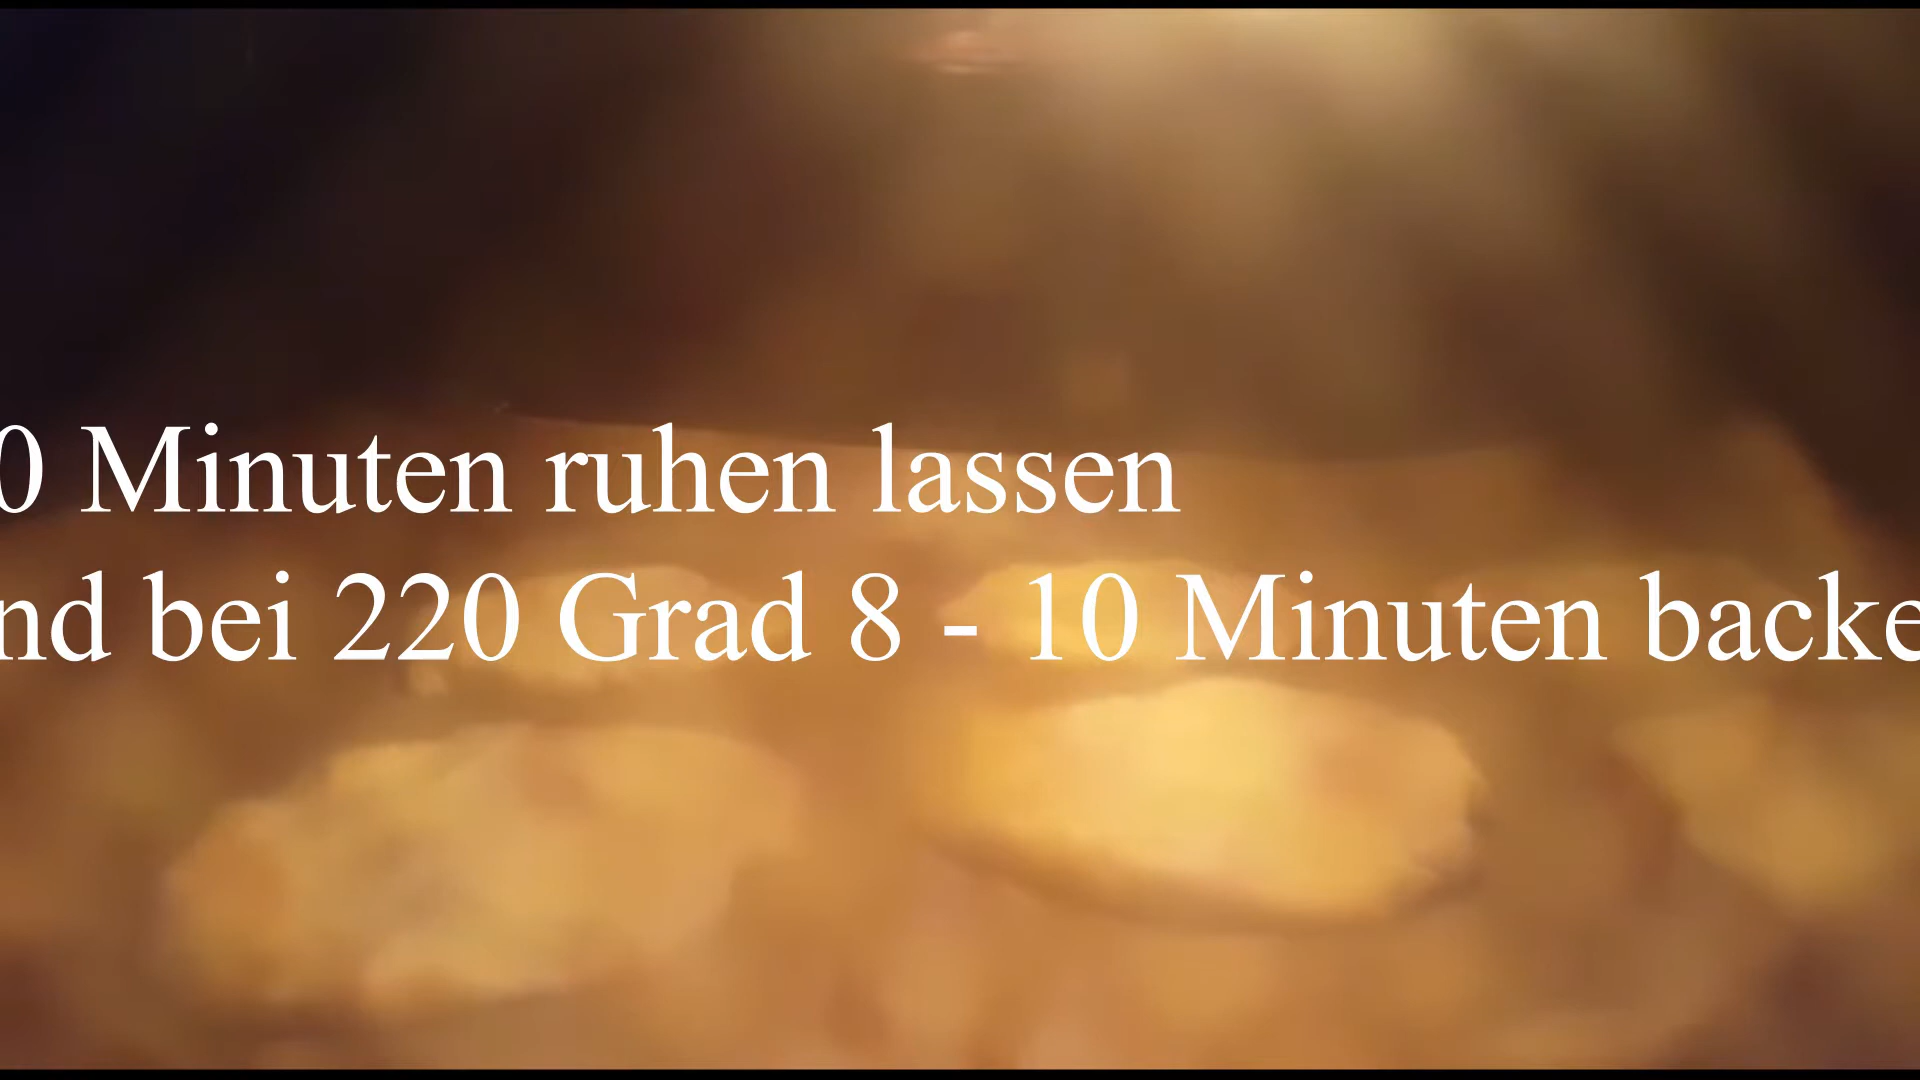 0 Minuten ruhen lassen
nd bei 220 Grad 8 - 10 Minuten backe